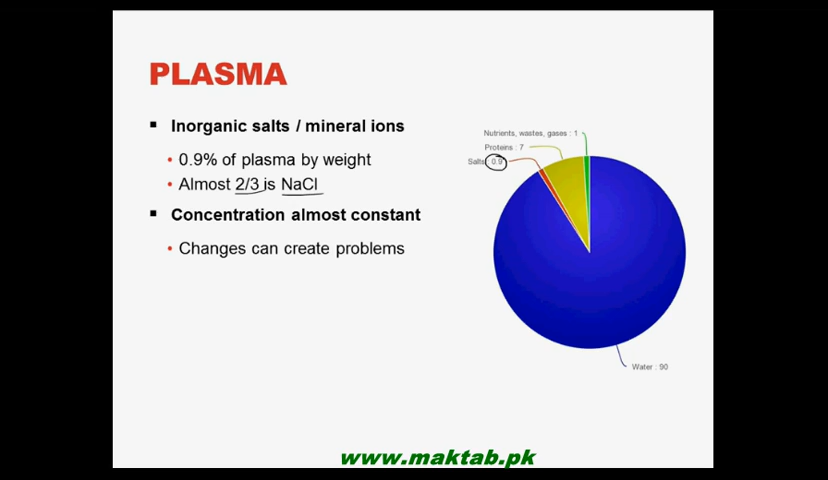 PLASMA
▪ Inorganic salts / mineral ions
• 0.9% of plasma by weight
• Almost 2/3 is NaCl
▪ Concentration almost constant
• Changes can create problems
Nutrients, wastes, gases : 1
Proteins : 7
Salts 0.9
Water : 90
www.maktab.pk